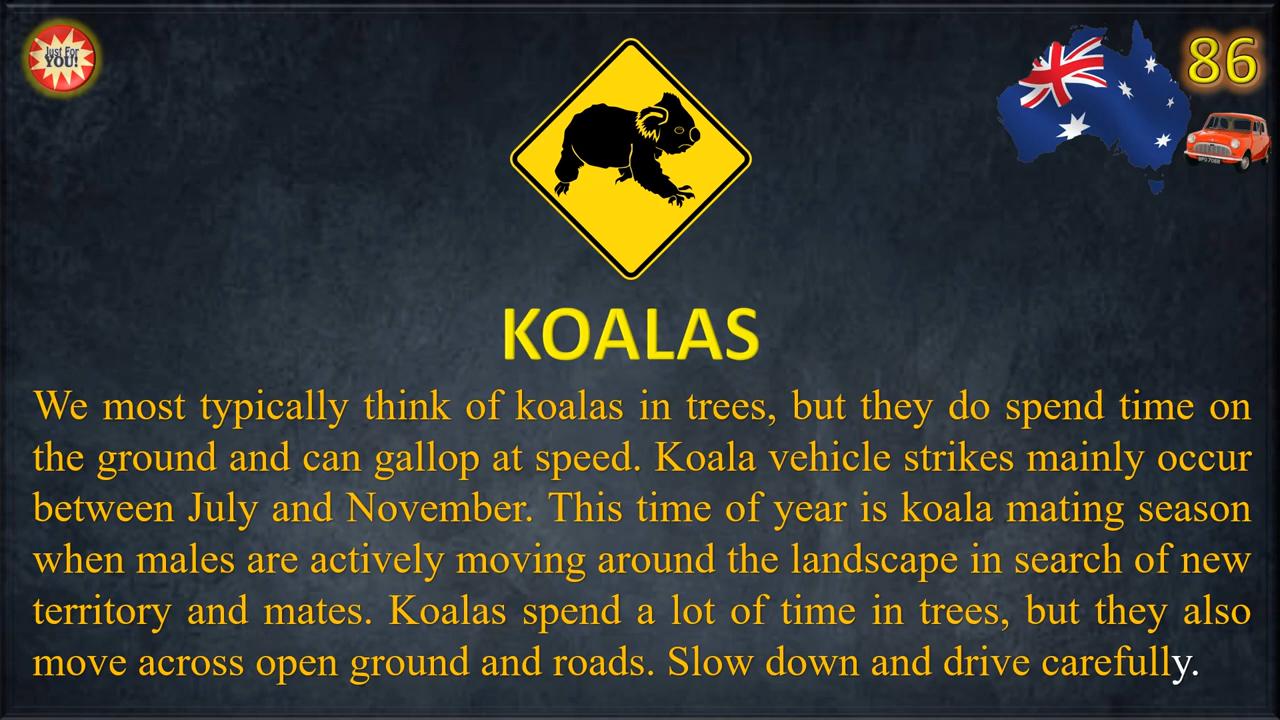 Just For
YOU!
86
KOALAS
We most typically think of koalas in trees, but they do spend time on
the ground and can gallop at speed. Koala vehicle strikes mainly occur
between July and November. This time of year is koala mating season
when males are actively moving around the landscape in search of new
territory and mates. Koalas spend a lot of time in trees, but they also
move across open ground and roads. Slow down and drive carefully.